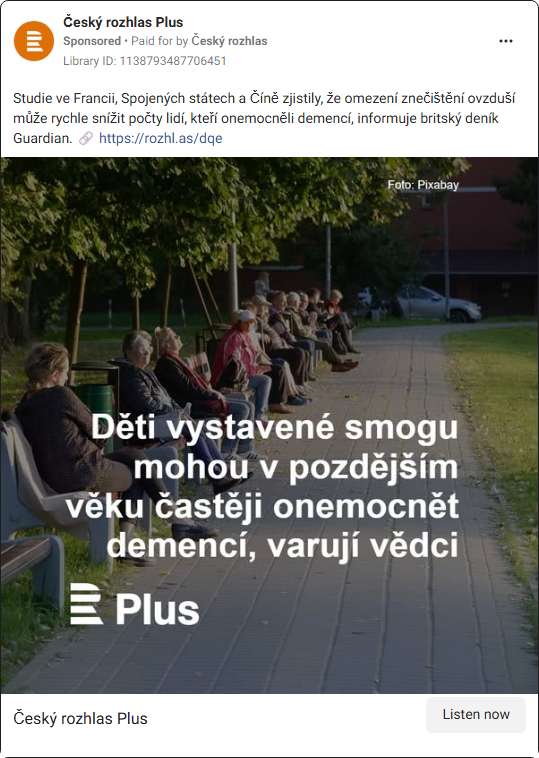 Český rozhlas Plus
Sponsored • Paid for by Český rozhlas
Library ID: 1138793487706451
Studie ve Francii, Spojených státech a Číně zjistily, že omezení znečištění ovzduší
může rychle snížit počty lidí, kteří onemocněli demencí, informuje britský deník
Guardian. 🔗 https://rozhl.as/dqe
Foto: Pixabay
Děti vystavené smogu
mohou v pozdějším
věku častěji onemocnět
demencí, varují vědci
Plus
Český rozhlas Plus
Listen now